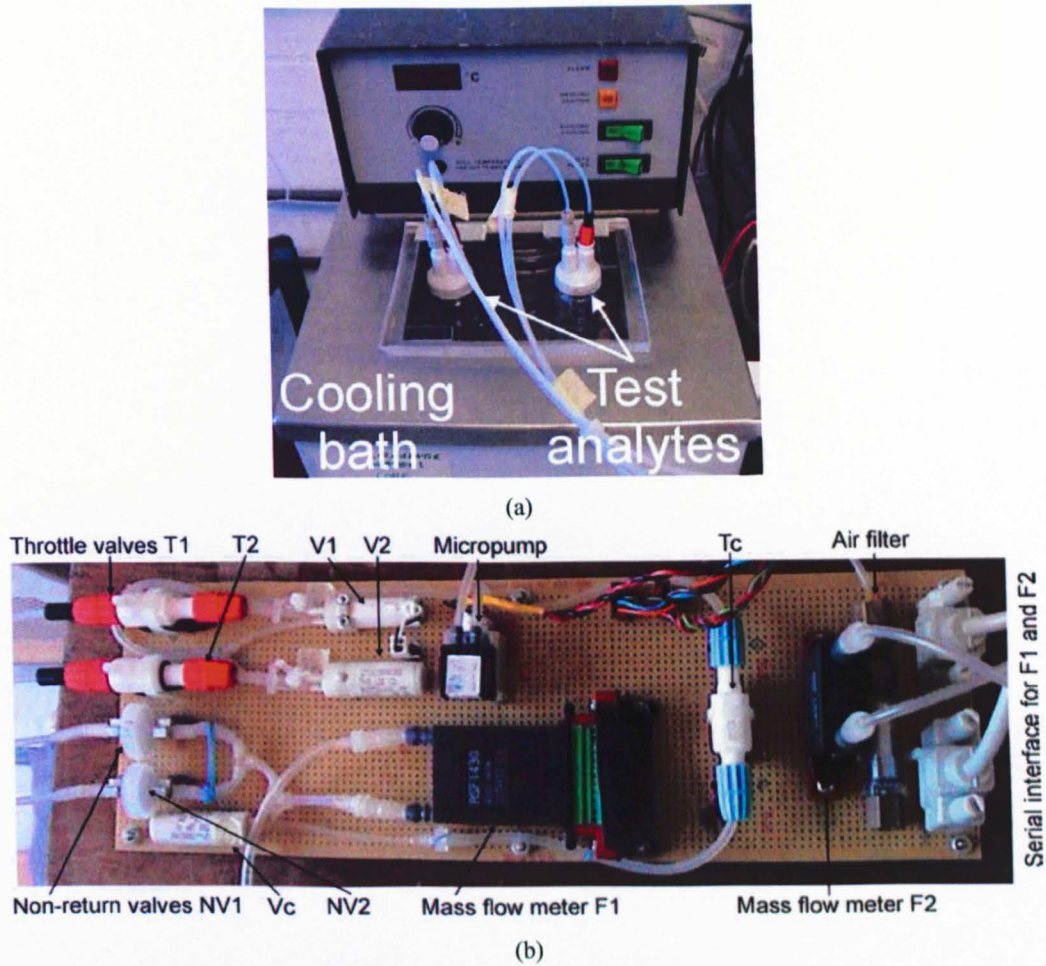 °C
Cooling
bath
Test
analytes
(a)
Throttle valves T1 T2 V1 V2 Micropump Tc Air filter
Serial interface for F1 and F2
Non-return valves NV1 Vc NV2 Mass flow meter F1 Mass flow meter F2
(b)